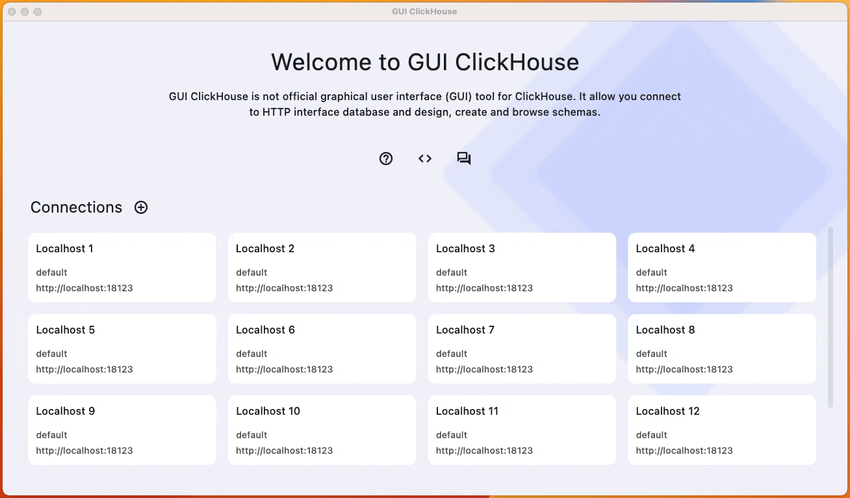 GUI ClickHouse
Welcome to GUI ClickHouse
GUI ClickHouse is not official graphical user interface (GUI) tool for ClickHouse. It allow you connect
to HTTP interface database and design, create and browse schemas.
Connections
Localhost 1
default
http://localhost:18123
Localhost 2
default
http://localhost:18123
Localhost 3
default
http://localhost:18123
Localhost 4
default
http://localhost:18123
Localhost 5
default
http://localhost:18123
Localhost 6
default
http://localhost:18123
Localhost 7
default
http://localhost:18123
Localhost 8
default
http://localhost:18123
Localhost 9
default
http://localhost:18123
Localhost 10
default
http://localhost:18123
Localhost 11
default
http://localhost:18123
Localhost 12
default
http://localhost:18123